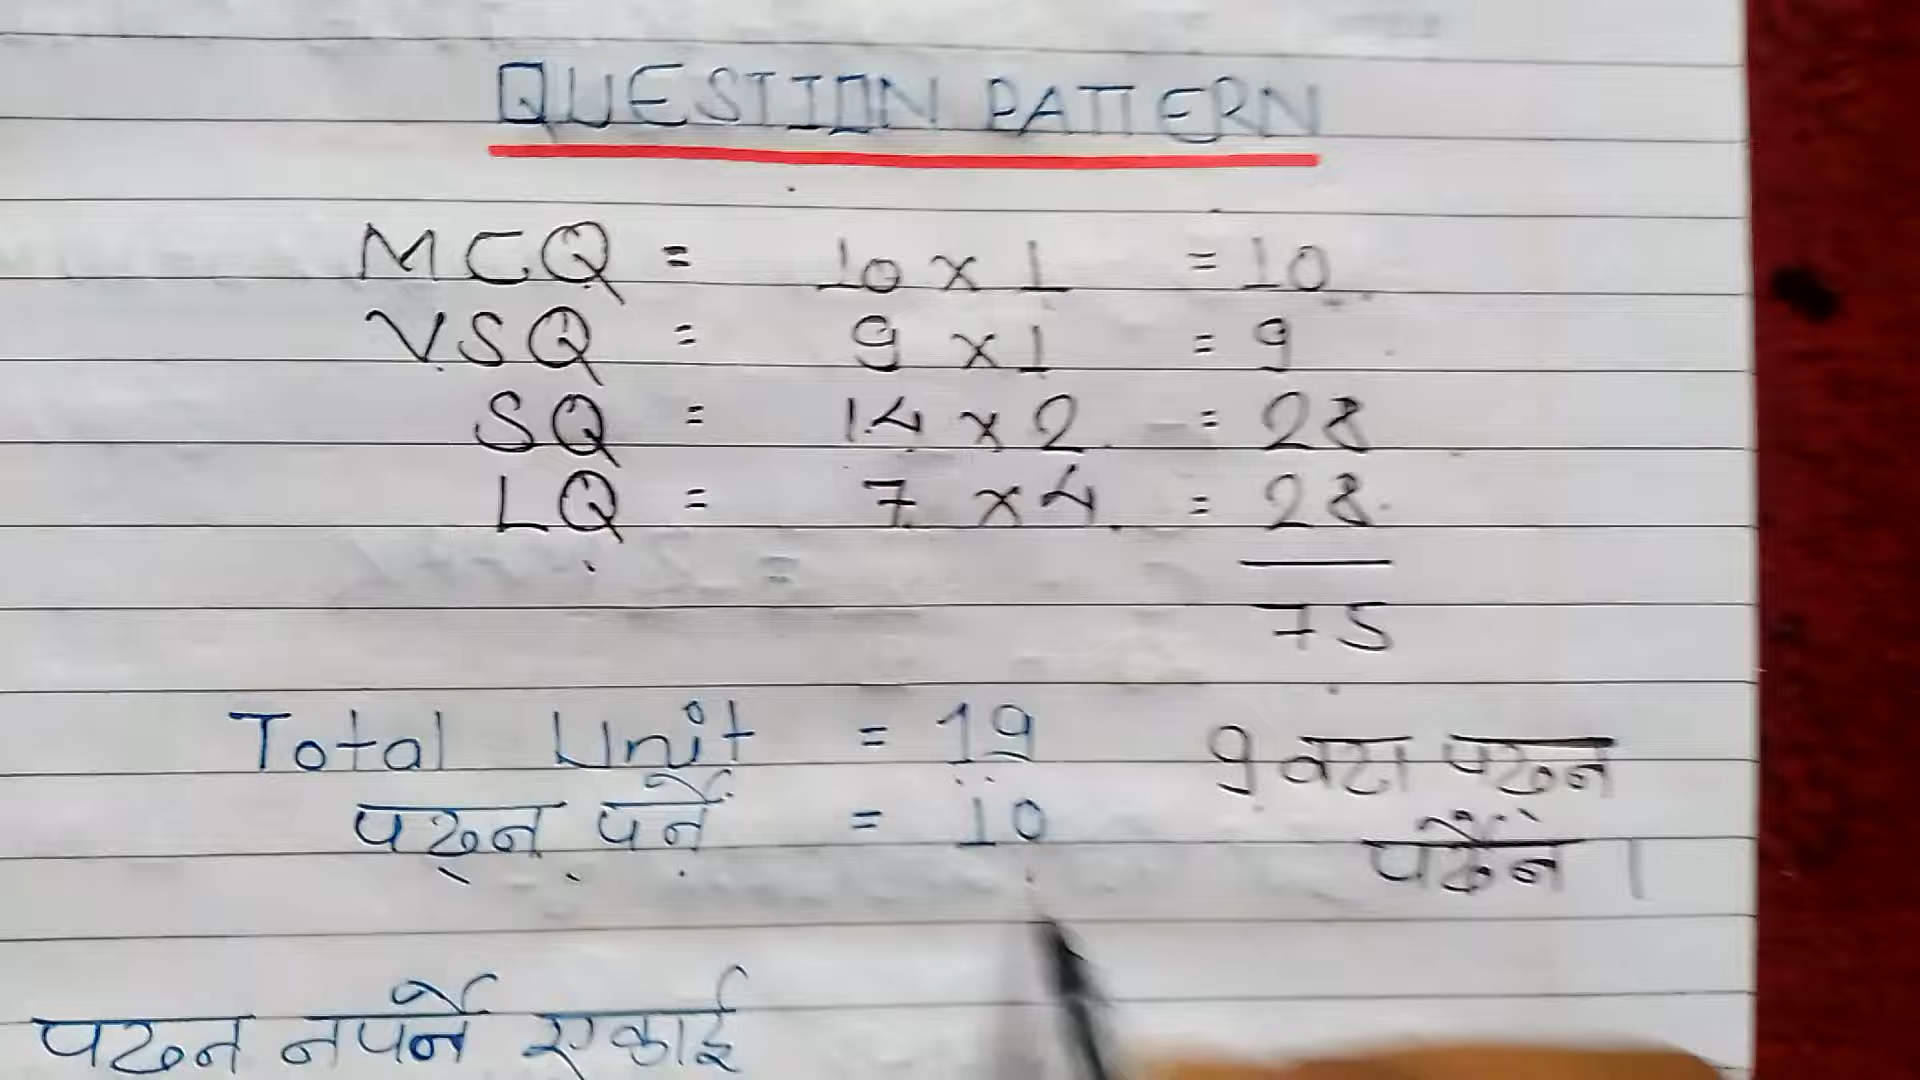 QUESTION PATTERN
MCQ = 10 x 1 = 10
VSQ = 9 x 1 = 9
SQ = 14 x 2 = 28
LQ = 7 x 4 = 28
75
Total Unit = 19
पढ्न पर्ने = 10
9 वटा पढ्न
पर्दैन ।
पढ्न नपर्ने एकाई